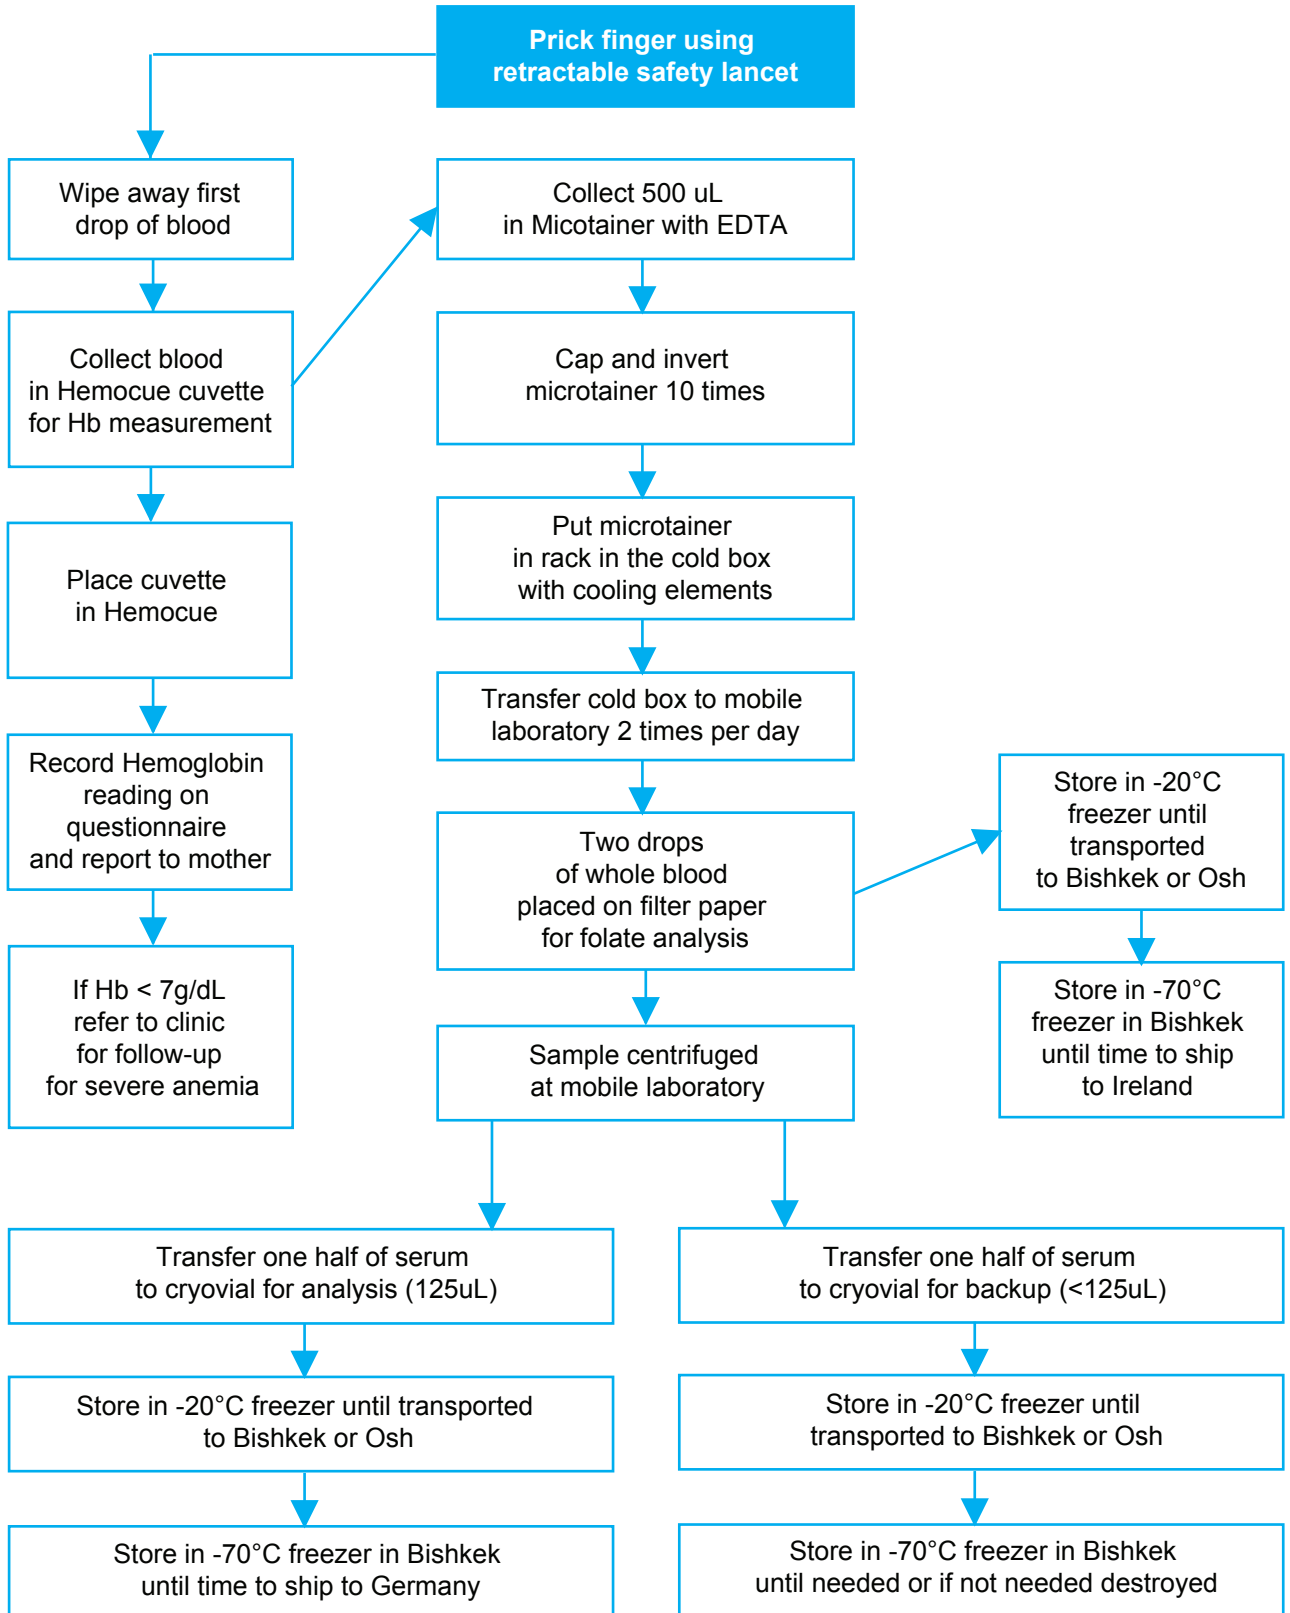 Prick finger using
retractable safety lancet
Wipe away first
drop of blood
Collect blood
in Hemocue cuvette
for Hb measurement
Place cuvette
in Hemocue
Record Hemoglobin
reading on
questionnaire
and report to mother
If Hb < 7g/dL
refer to clinic
for follow-up
for severe anemia
Collect 500 uL
in Micotainer with EDTA
Cap and invert
microtainer 10 times
Put microtainer
in rack in the cold box
with cooling elements
Transfer cold box to mobile
laboratory 2 times per day
Two drops
of whole blood
placed on filter paper
for folate analysis
Store in -20°C
freezer until
transported
to Bishkek or Osh
Store in -70°C
freezer in Bishkek
until time to ship
to Ireland
Sample centrifuged
at mobile laboratory
Transfer one half of serum
to cryovial for analysis (125uL)
Store in -20°C freezer until transported
to Bishkek or Osh
Store in -70°C freezer in Bishkek
until time to ship to Germany
Transfer one half of serum
to cryovial for backup (<125uL)
Store in -20°C freezer until
transported to Bishkek or Osh
Store in -70°C freezer in Bishkek
until needed or if not needed destroyed